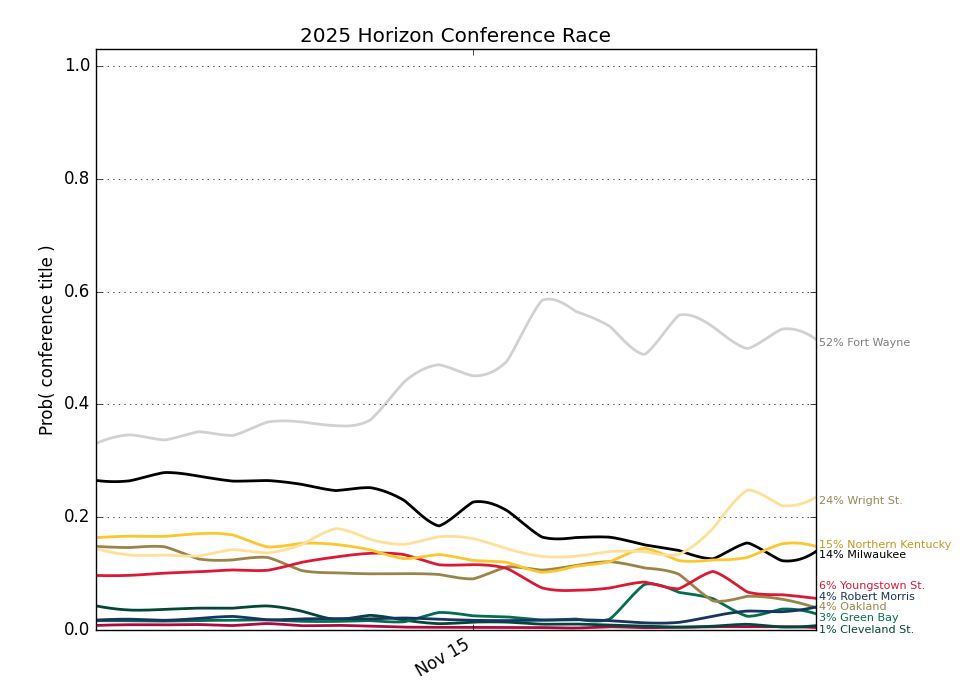 2025 Horizon Conference Race
1.0
0.8
0.6
0.4
0.2
0.0
Prob( conference title )
Nov 15
52% Fort Wayne
24% Wright St.
15% Northern Kentucky
14% Milwaukee
6% Youngstown St.
4% Robert Morris
4% Oakland
3% Green Bay
1% Cleveland St.